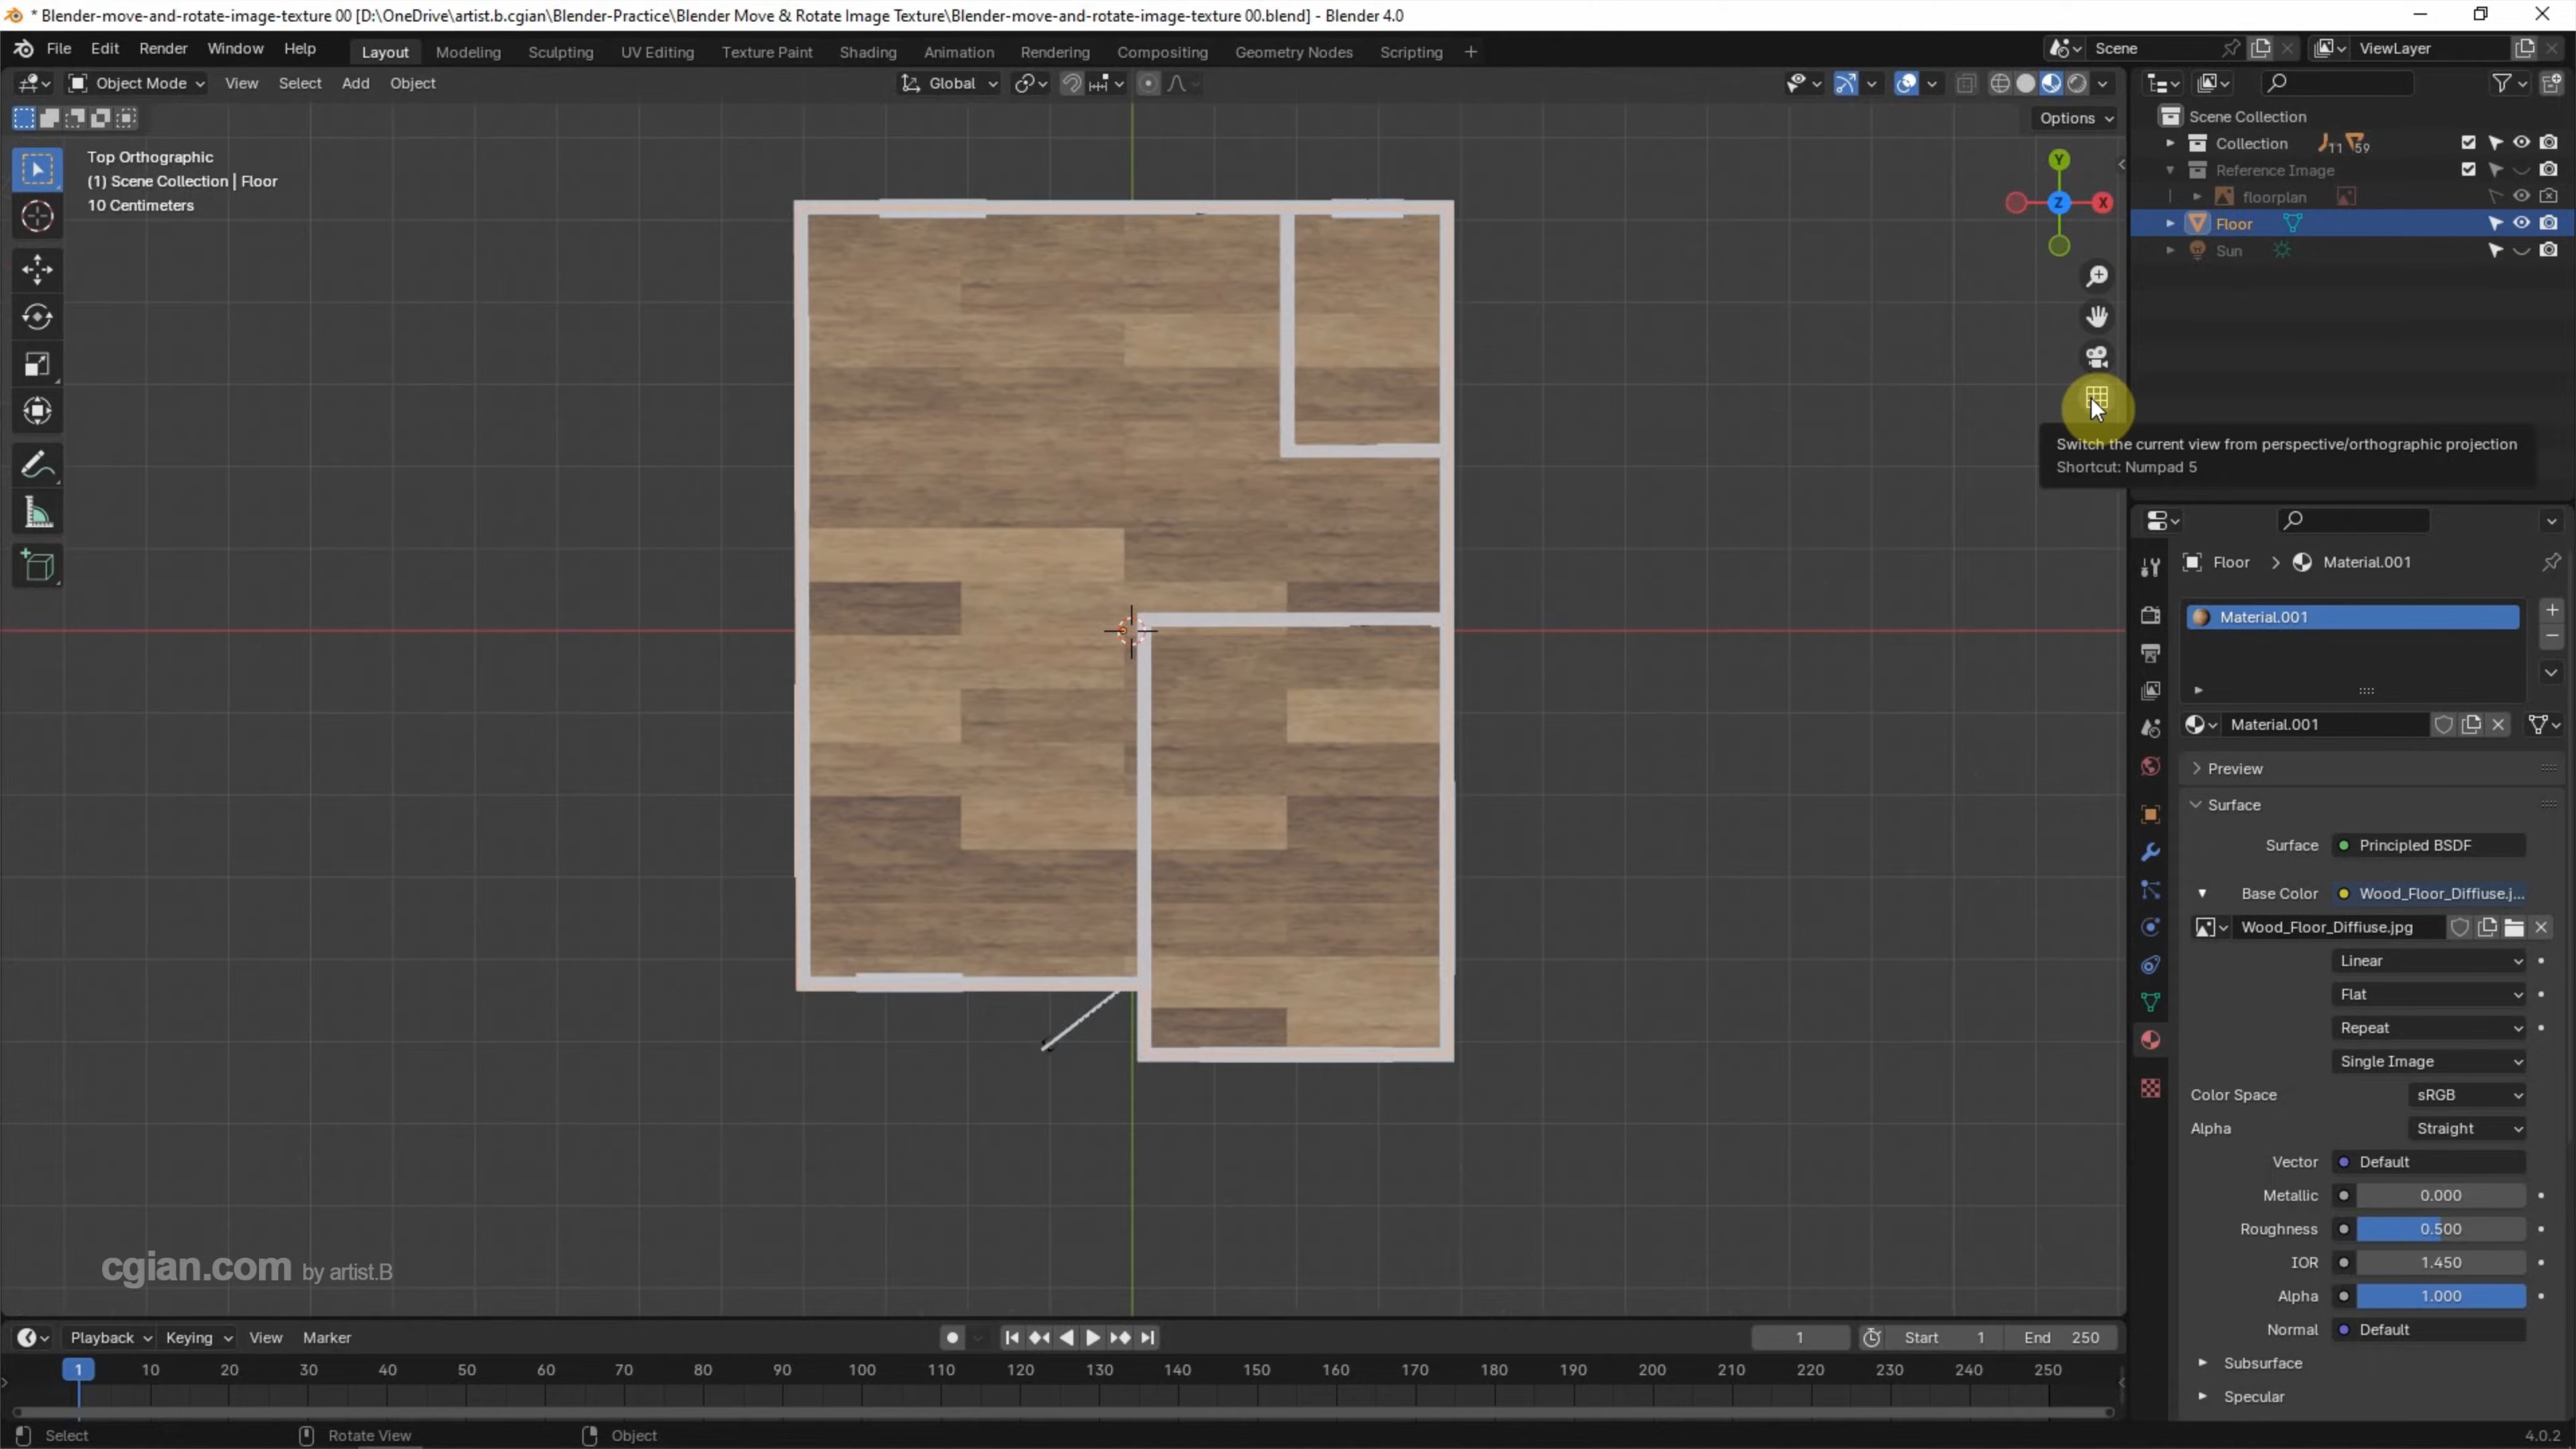 * Blender-move-and-rotate-image-texture 00 [D:\OneDrive\artist.b.cgian\Blender-Practice\Blender Move & Rotate Image Texture\Blender-move-and-rotate-image-texture 00.blend] - Blender 4.0
File Edit Render Window Help Layout Modeling Sculpting UV Editing Texture Paint Shading Animation Rendering Compositing Geometry Nodes Scripting + Scene ViewLayer
Object Mode View Select Add Object Global
Options
Top Orthographic
(1) Scene Collection | Floor
10 Centimeters
Y
Z
X
Scene Collection
Collection 11 59
Reference Image
floorplan
Floor
Sun
Switch the current view from perspective/orthographic projection
Shortcut: Numpad 5
Floor > Material.001
Material.001
Material.001
Preview
Surface
Surface Principled BSDF
Base Color Wood_Floor_Diffiuse.j...
Wood_Floor_Diffiuse.jpg
Linear
Flat
Repeat
Single Image
Color Space sRGB
Alpha Straight
Vector Default
Metallic 0.000
Roughness 0.500
IOR 1.450
Alpha 1.000
Normal Default
Subsurface
Specular
cgian.com by artist.B
Playback Keying View Marker 1 Start 1 End 250
1 10 20 30 40 50 60 70 80 90 100 110 120 130 140 150 160 170 180 190 200 210 220 230 240 250
Select Rotate View Object 4.0.2